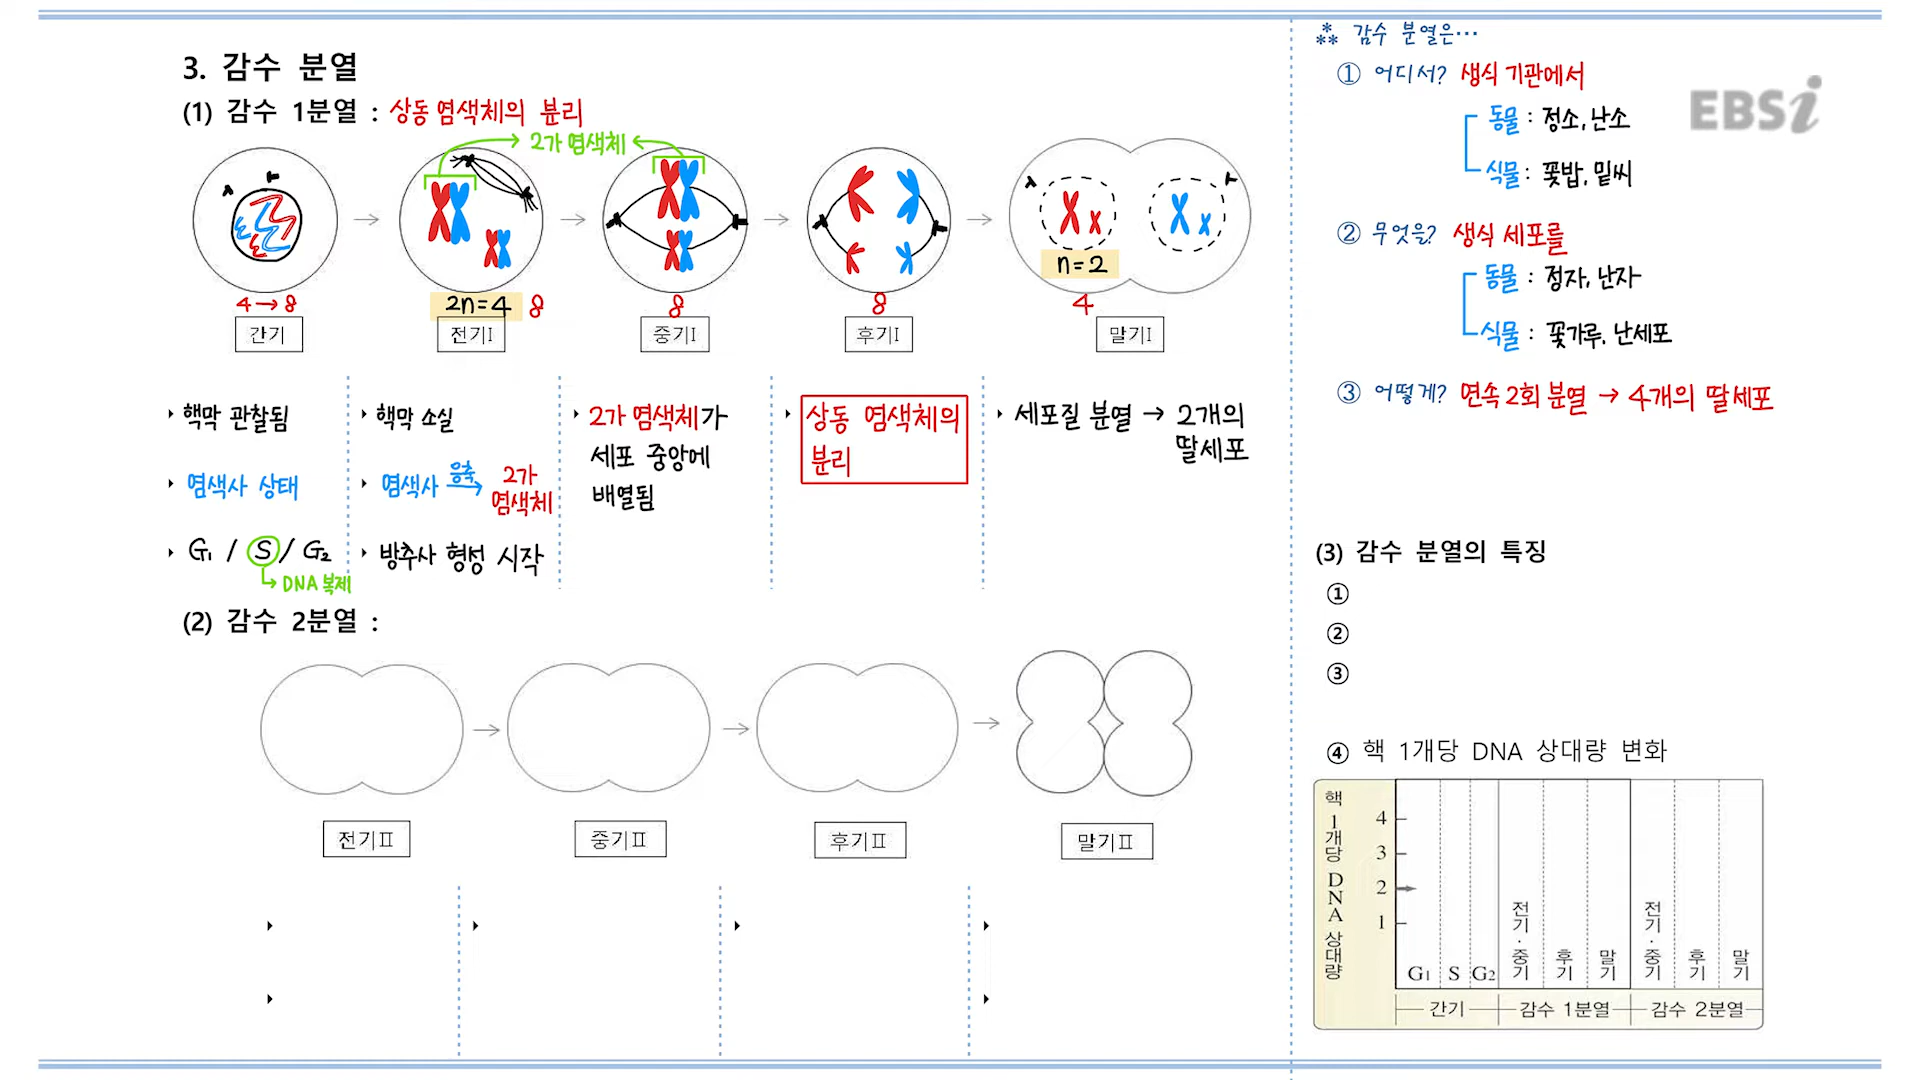 3. 감수 분열
(1) 감수 1분열 : 상동 염색체의 분리
2가 염색체
n=2
4→8
2n=4 8
8
8
4
간기
전기Ⅰ
중기Ⅰ
후기Ⅰ
말기Ⅰ
핵막 관찰됨
염색사 상태
G₁ / S / G₂
DNA 복제
핵막 소실
염색사 응축→ 2가 염색체
방추사 형성 시작
2가 염색체가
세포 중앙에
배열됨
상동 염색체의
분리
세포질 분열 → 2개의
딸세포
(2) 감수 2분열 :
전기Ⅱ
중기Ⅱ
후기Ⅱ
말기Ⅱ
⁂ 감수 분열은…
① 어디서? 생식 기관에서
동물 : 정소, 난소
식물 : 꽃밥, 밑씨
② 무엇을? 생식 세포를
동물 : 정자, 난자
식물 : 꽃가루, 난세포
③ 어떻게? 연속 2회 분열 → 4개의 딸세포
EBSi
(3) 감수 분열의 특징
①
②
③
④ 핵 1개당 DNA 상대량 변화
핵 1개당 DNA 상대량
4
3
2
1
G₁ S G₂ 전기·중기 후기 말기 전기·중기 후기 말기
간기 감수 1분열 감수 2분열